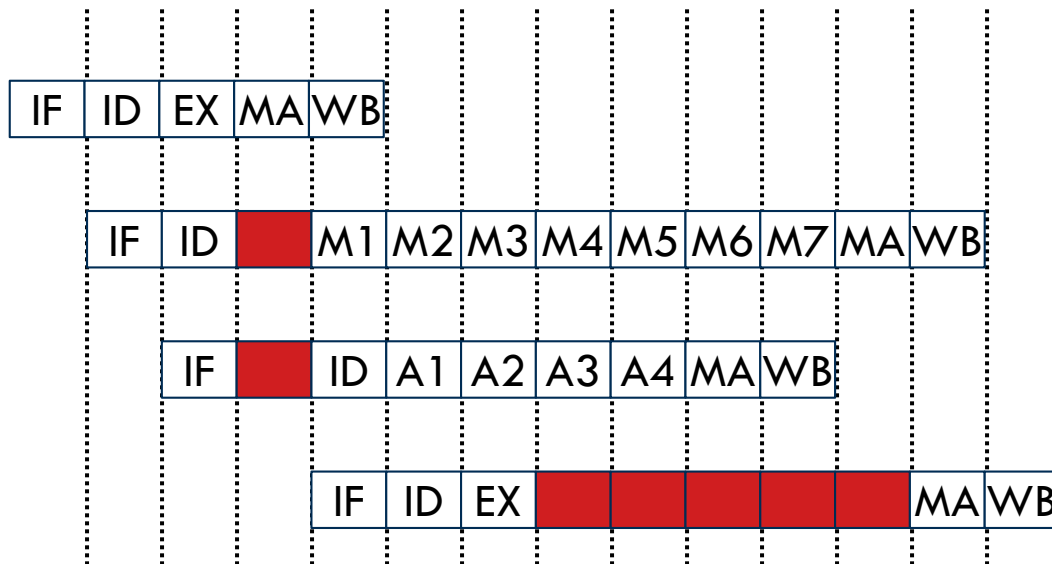 IF ID EX MA WB
IF ID M1 M2 M3 M4 M5 M6 M7 MA WB
IF ID A1 A2 A3 A4 MA WB
IF ID EX MA WB